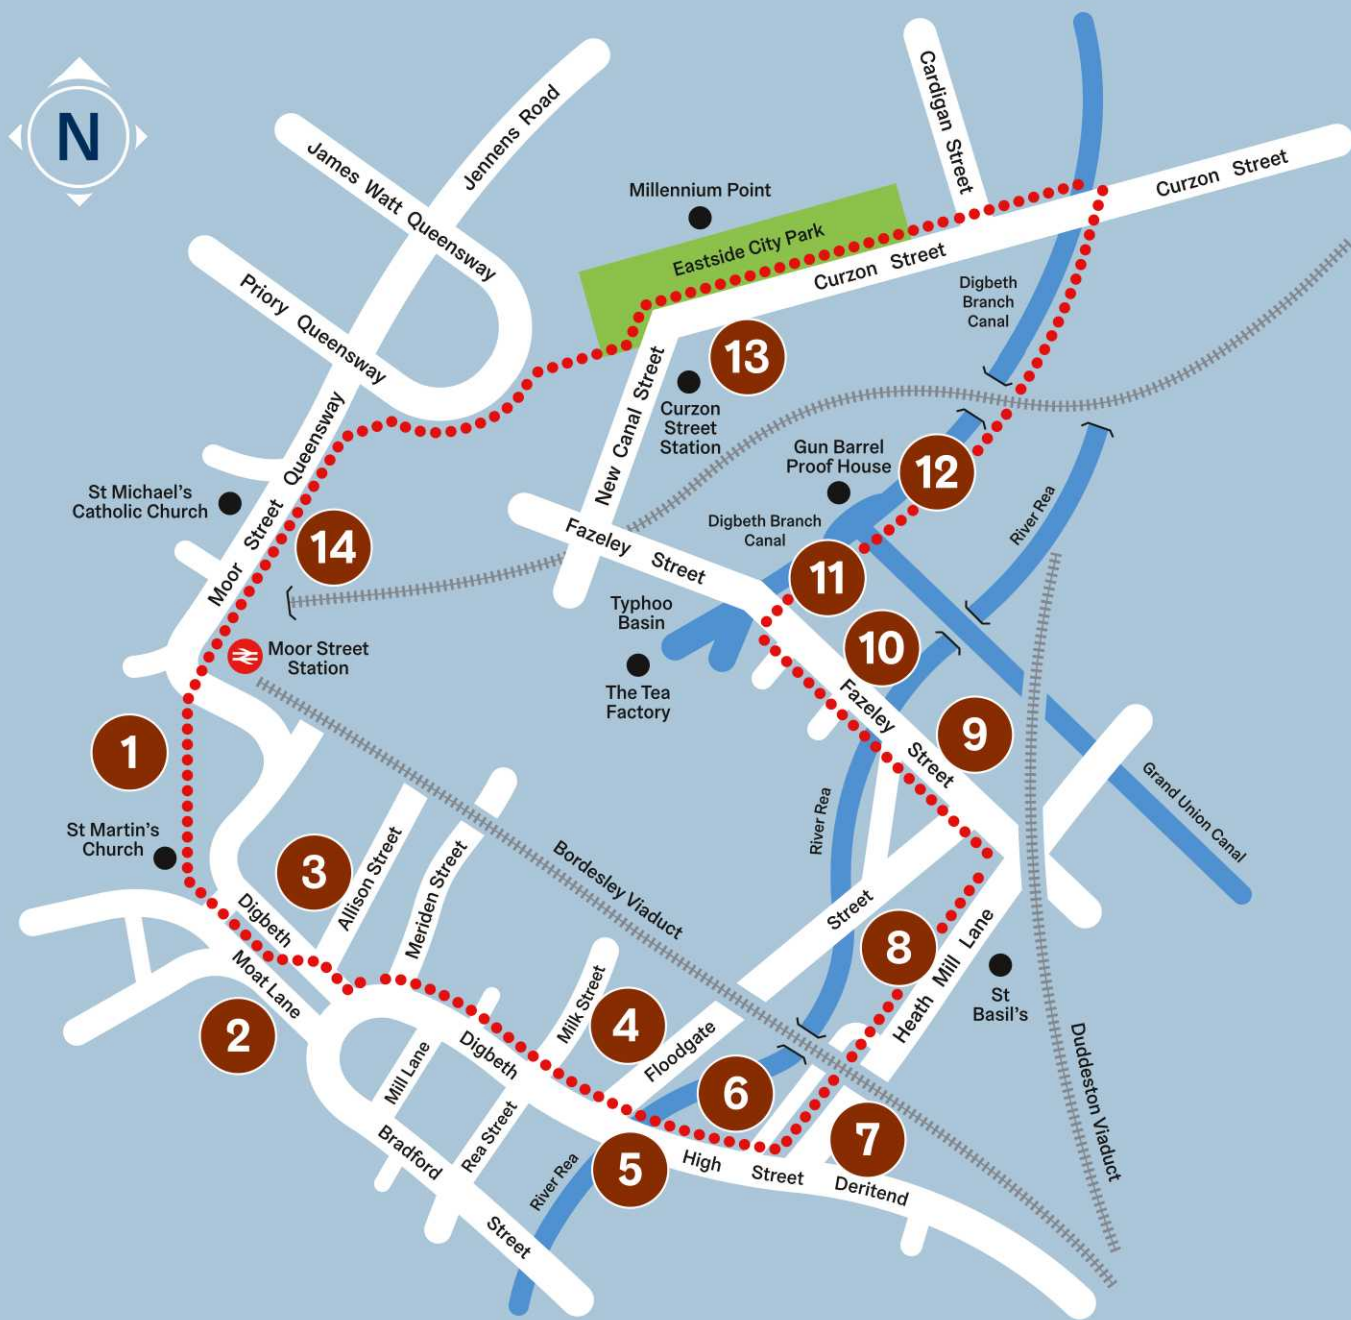 N
Jennens Road
James Watt Queensway
Priory Queensway
Cardigan Street
Curzon Street
Millennium Point
Eastside City Park
Curzon Street
Digbeth
Branch
Canal
13
Curzon
Street
Station
New Canal Street
Moor Street Queensway
St Michael's
Catholic Church
14
Gun Barrel
Proof House
12
River Rea
Digbeth Branch
Canal
Fazeley Street
11
Typhoo
Basin
10
The Tea
Factory
Moor Street
Station
Fazeley Street
9
1
Grand Union Canal
St Martin's
Church
River Rea
3
Allison Street
Meriden Street
Bordesley Viaduct
Digbeth
Moat Lane
2
Milk Street
4
Floodgate Street
8
Heath Mill Lane
St
Basil's
Duddeston Viaduct
Mill Lane
Digbeth
6
7
Rea Street
Bradford Street
River Rea
5
High Street Deritend